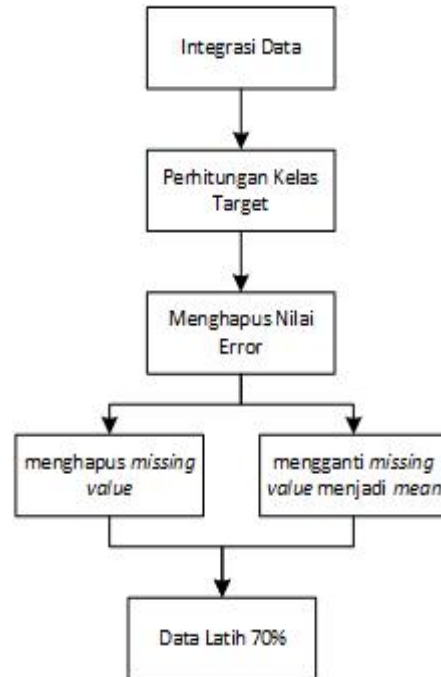 Integrasi Data
Perhitungan Kelas
Target
Menghapus Nilai
Error
menghapus missing
value
mengganti missing
value menjadi mean
Data Latih 70%